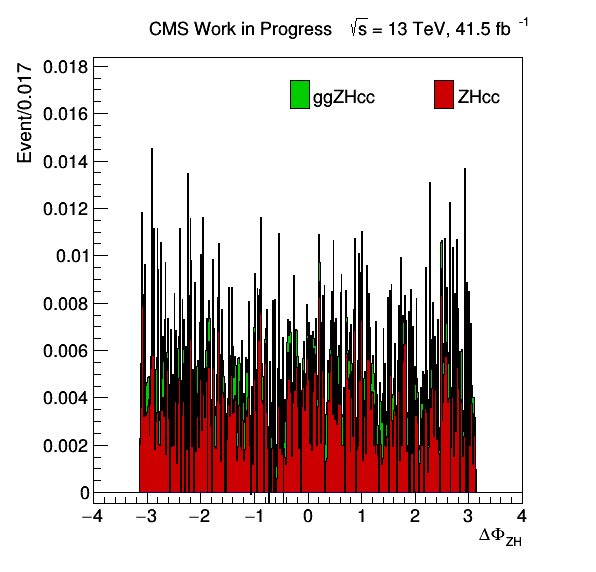 CMS Work in Progress √s = 13 TeV, 41.5 fb⁻¹
Event/0.017
ggZHcc ZHcc
0.018
0.016
0.014
0.012
0.01
0.008
0.006
0.004
0.002
0
−4 −3 −2 −1 0 1 2 3 4
ΔΦ_ZH